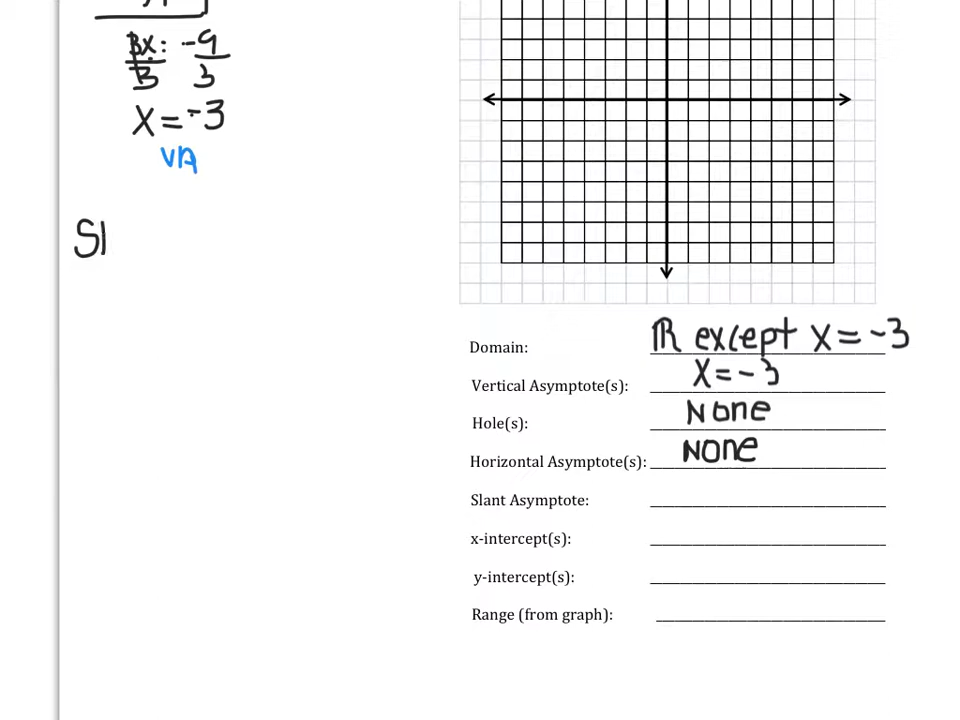 3x = -9
3 3
x = -3
VA
Sl
Domain: ℝ except x = -3
Vertical Asymptote(s): x = -3
Hole(s): None
Horizontal Asymptote(s): None
Slant Asymptote:
x-intercept(s):
y-intercept(s):
Range (from graph):